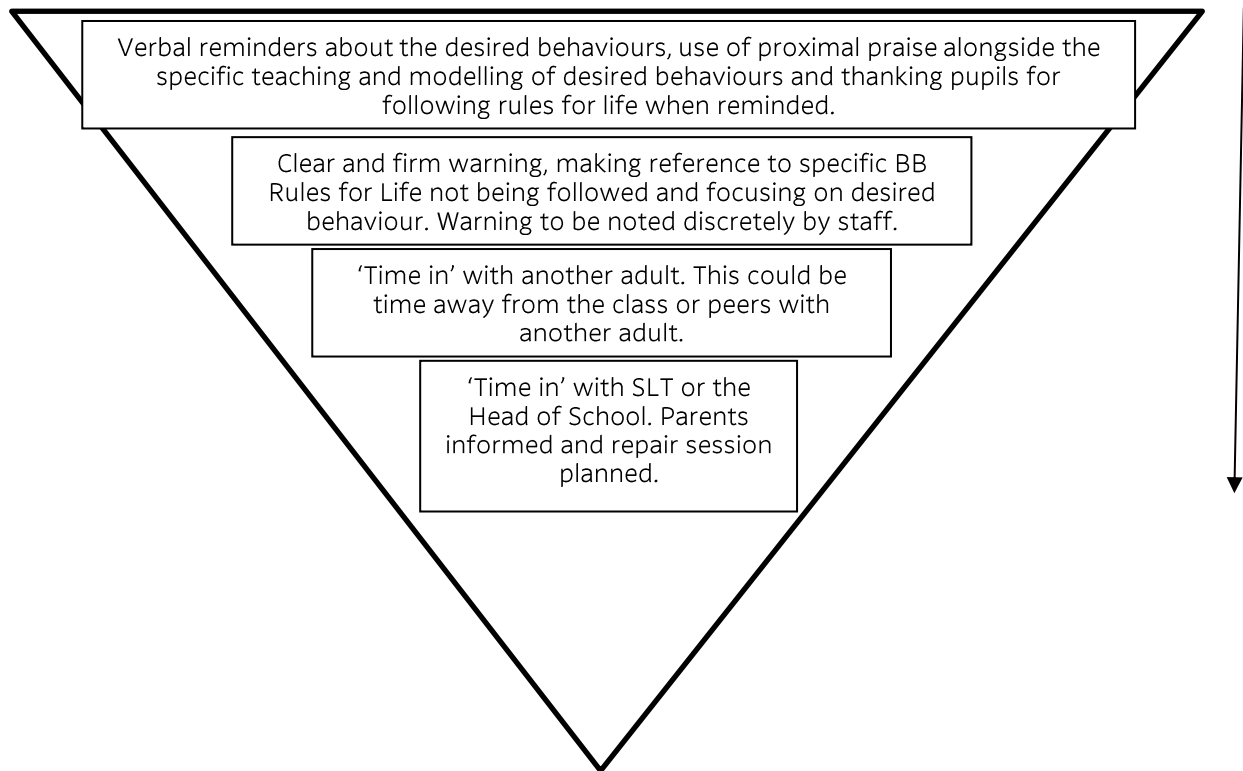 Verbal reminders about the desired behaviours, use of proximal praise alongside the
specific teaching and modelling of desired behaviours and thanking pupils for
following rules for life when reminded.
Clear and firm warning, making reference to specific BB
Rules for Life not being followed and focusing on desired
behaviour. Warning to be noted discretely by staff.
‘Time in’ with another adult. This could be
time away from the class or peers with
another adult.
‘Time in’ with SLT or the
Head of School. Parents
informed and repair session
planned.